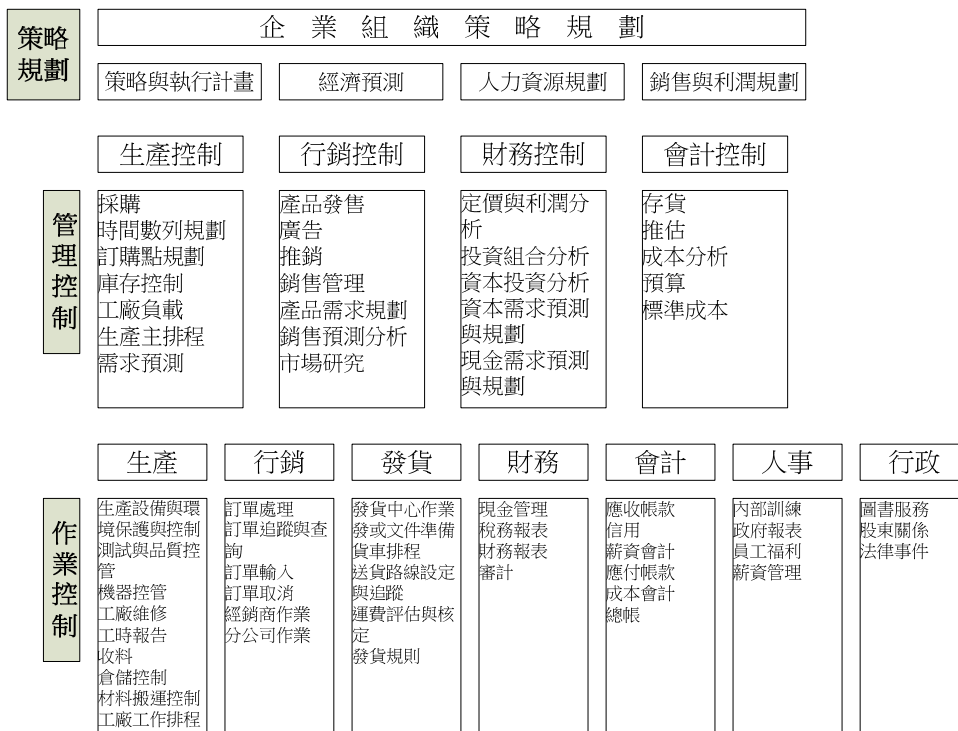 策略
規劃
企業組織策略規劃
策略與執行計畫
經濟預測
人力資源規劃
銷售與利潤規劃
管理控制
生產控制
採購
時間數列規劃
訂購點規劃
庫存控制
工廠負載
生產主排程
需求預測
行銷控制
產品發售
廣告
推銷
銷售管理
產品需求規劃
銷售預測分析
市場研究
財務控制
定價與利潤分
析
投資組合分析
資本投資分析
資本需求預測
與規劃
現金需求預測
與規劃
會計控制
存貨
推估
成本分析
預算
標準成本
作業控制
生產
生產設備與環
境保護與控制
測試與品質控
管
機器控管
工廠維修
工時報告
收料
倉儲控制
材料搬運控制
工廠工作排程
行銷
訂單處理
訂單追蹤與查
詢
訂單輸入
訂單取消
經銷商作業
分公司作業
發貨
發貨中心作業
發或文件準備
貨車排程
送貨路線設定
與追蹤
運費評估與核
定
發貨規則
財務
現金管理
稅務報表
財務報表
審計
會計
應收帳款
信用
薪資會計
應付帳款
成本會計
總帳
人事
內部訓練
政府報表
員工福利
薪資管理
行政
圖書服務
股東關係
法律事件